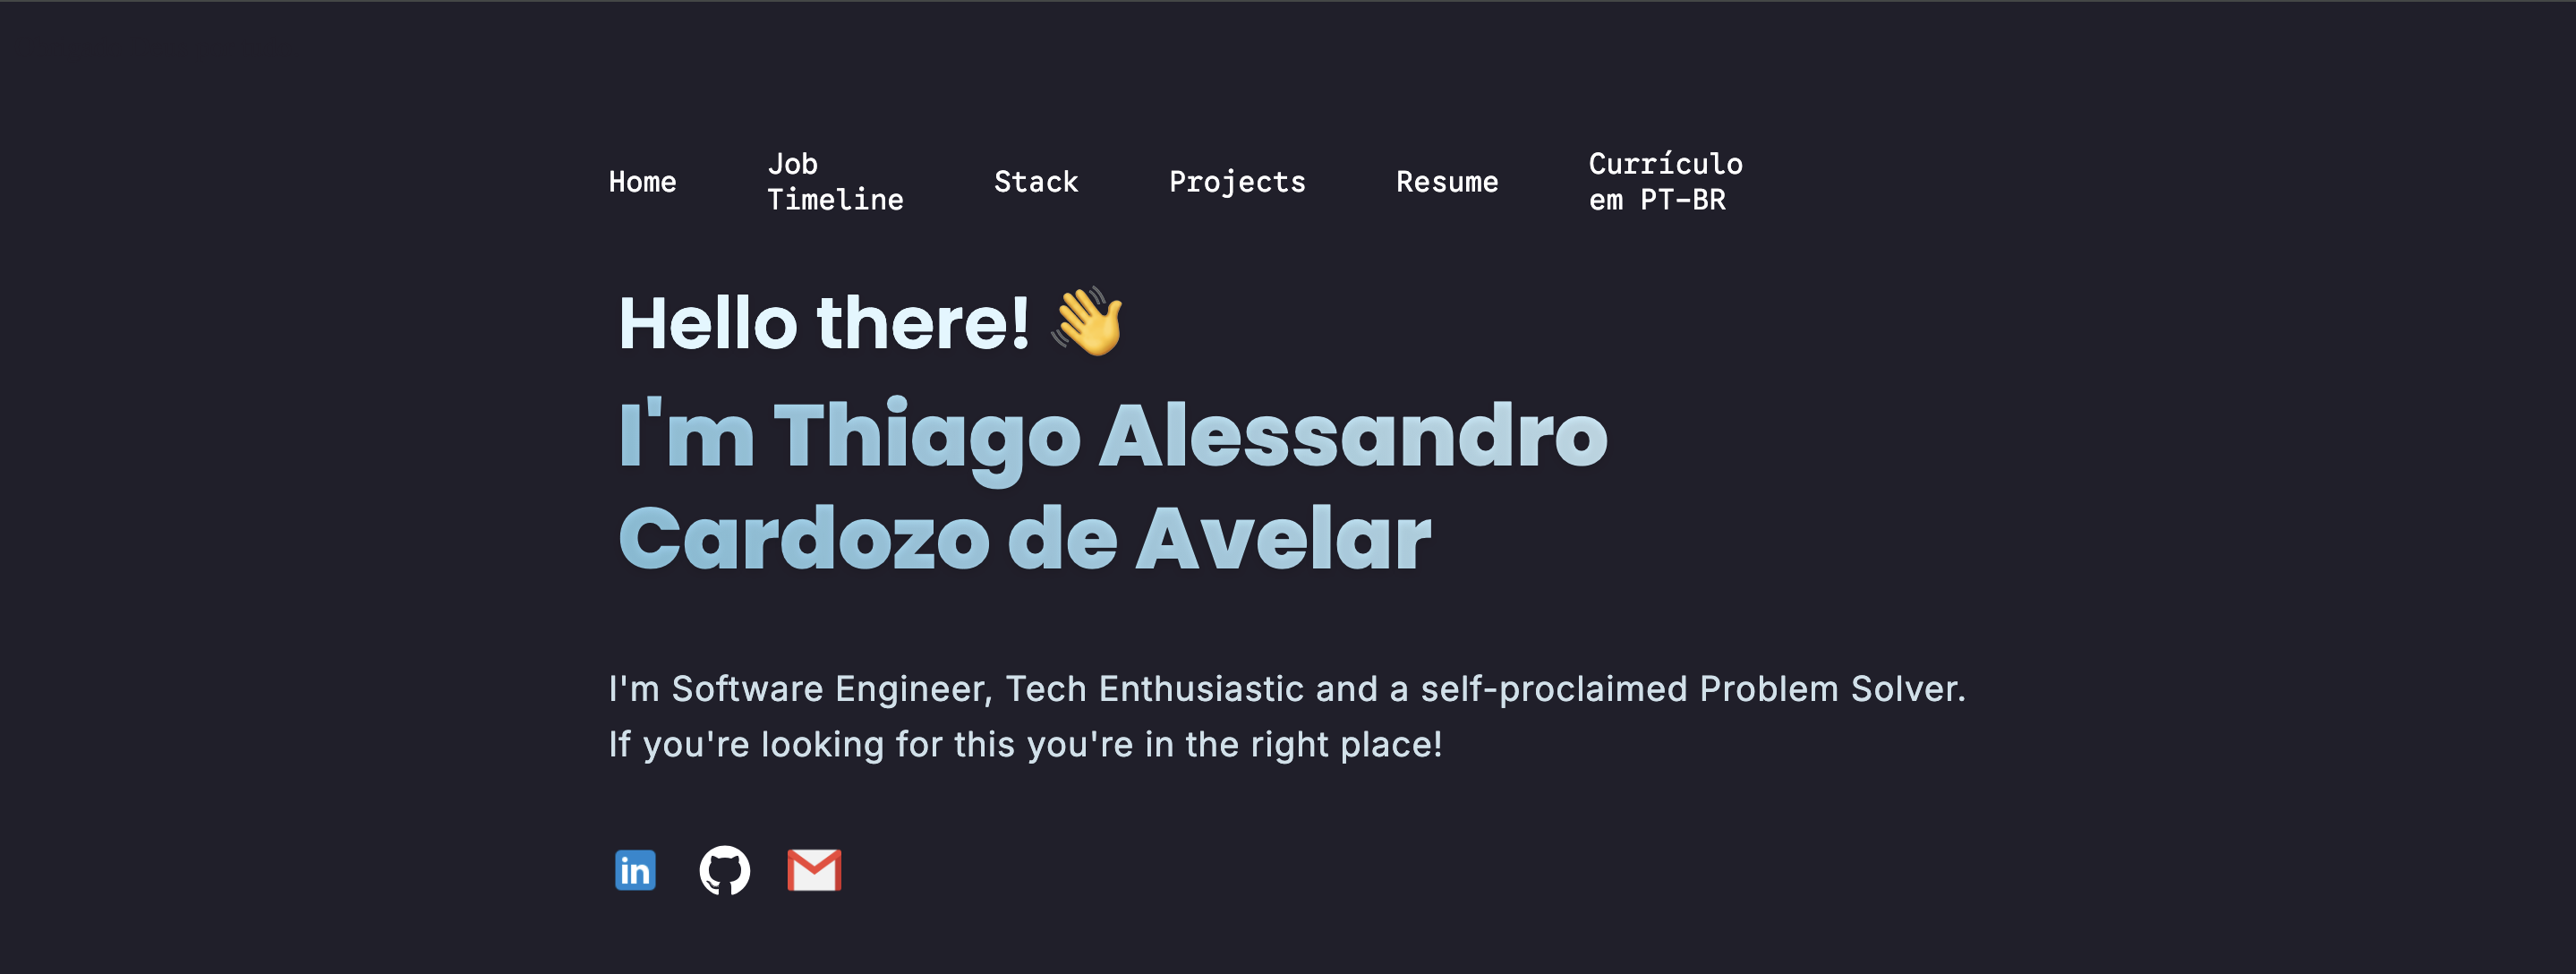 Home
Job
Timeline
Stack
Projects
Resume
Currículo
em PT-BR
Hello there! 👋
I'm Thiago Alessandro
Cardozo de Avelar
I'm Software Engineer, Tech Enthusiastic and a self-proclaimed Problem Solver.
If you're looking for this you're in the right place!
in